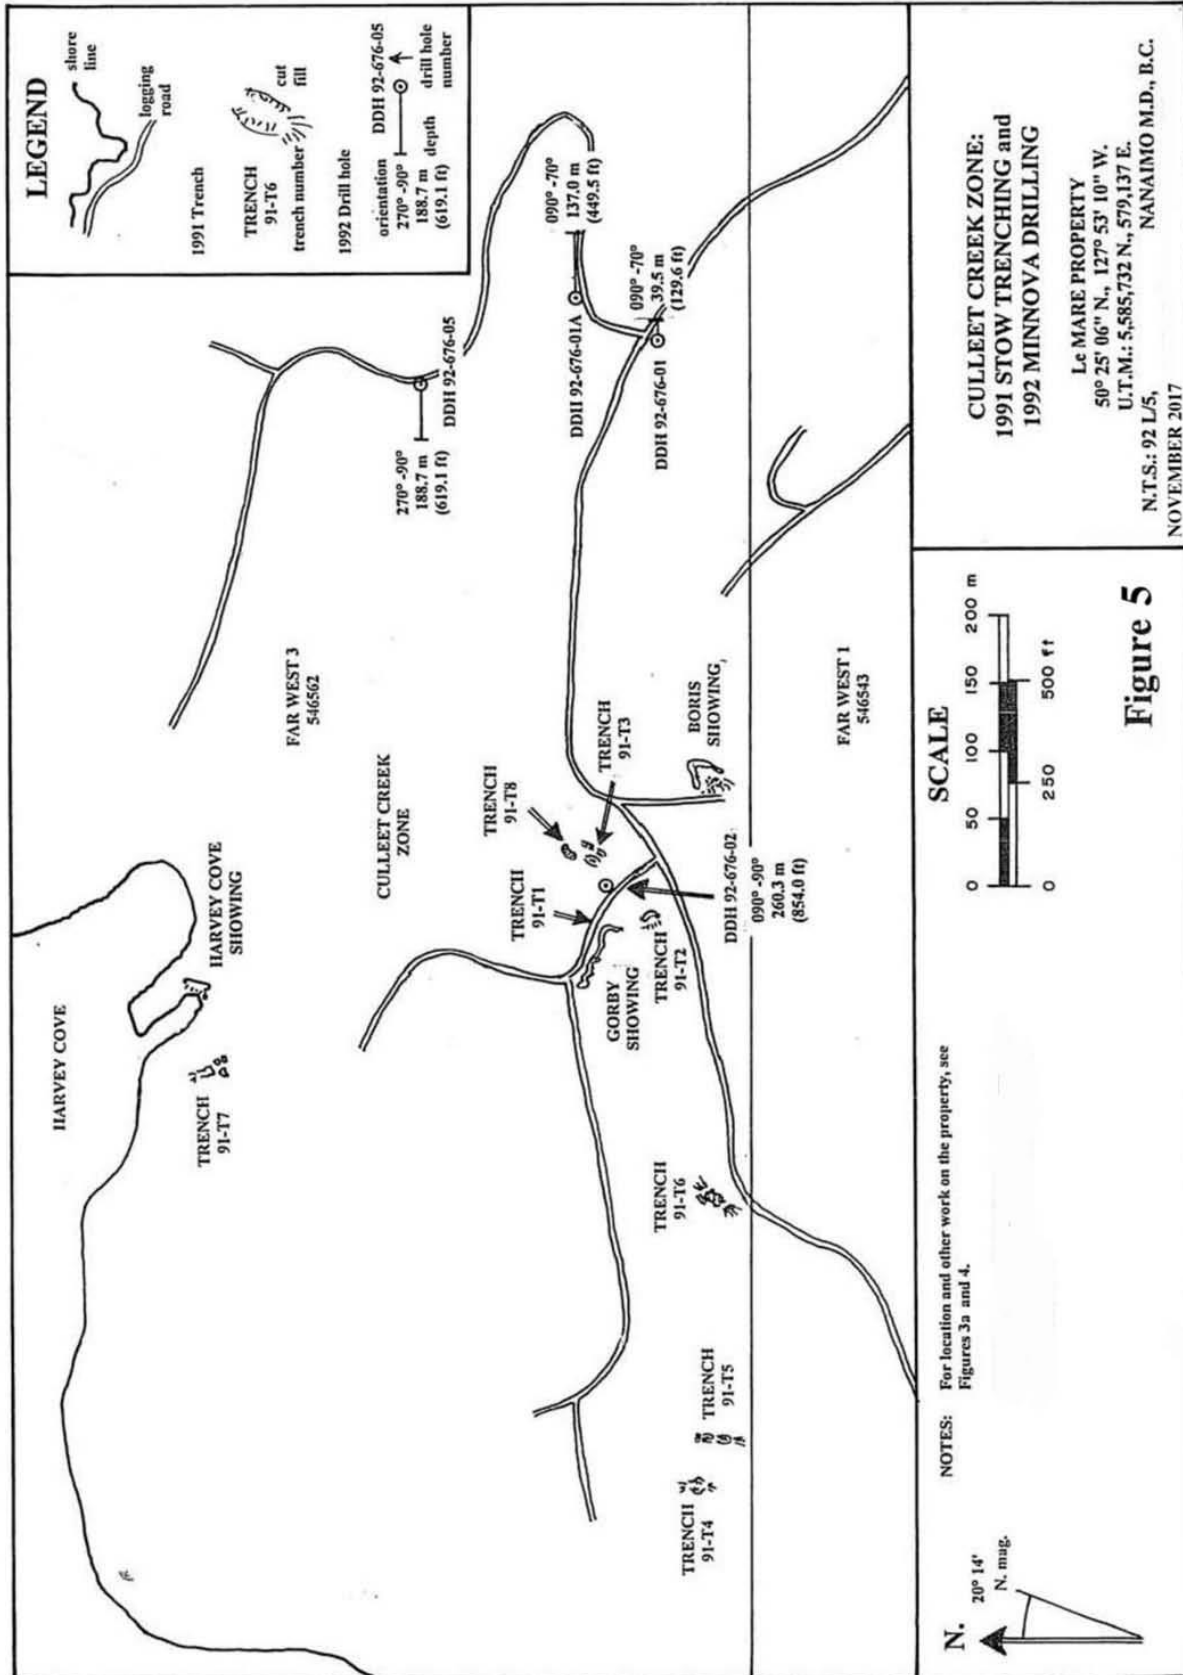 LEGEND
shore
line
logging
road
1991 Trench
TRENCH
91-T6
trench number
cut
fill
1992 Drill hole
orientation
270° -90°
188.7 m
(619.1 ft)
depth
DDH 92-676-05
drill hole
number
HARVEY COVE
HARVEY COVE
SHOWING
TRENCH
91-T7
FAR WEST 3
546562
CULLEET CREEK
ZONE
270° -90°
188.7 m
(619.1 ft)
DDH 92-676-05
090° -70°
137.0 m
(449.5 ft)
DDH 92-676-01A
090° -70°
39.5 m
(129.6 ft)
DDH 92-676-01
TRENCH
91-T8
TRENCH
91-T3
TRENCH
91-T1
GORBY
SHOWING
TRENCH
91-T2
BORIS
SHOWING
DDH 92-676-02
090° -90°
260.3 m
(854.0 ft)
TRENCH
91-T6
TRENCH
91-T5
TRENCH
91-T4
FAR WEST 1
546543
N.
20° 14'
N. mag.
NOTES: For location and other work on the property, see
Figures 3a and 4.
SCALE
0 50 100 150 200 m
0 250 500 ft
Figure 5
CULLEET CREEK ZONE:
1991 STOW TRENCHING and
1992 MINNOVA DRILLING
Le MARE PROPERTY
50° 25' 06" N., 127° 53' 10" W.
U.T.M.: 5,585,732 N., 579,137 E.
N.T.S.: 92 L/5, NANAIMO M.D., B.C.
NOVEMBER 2017